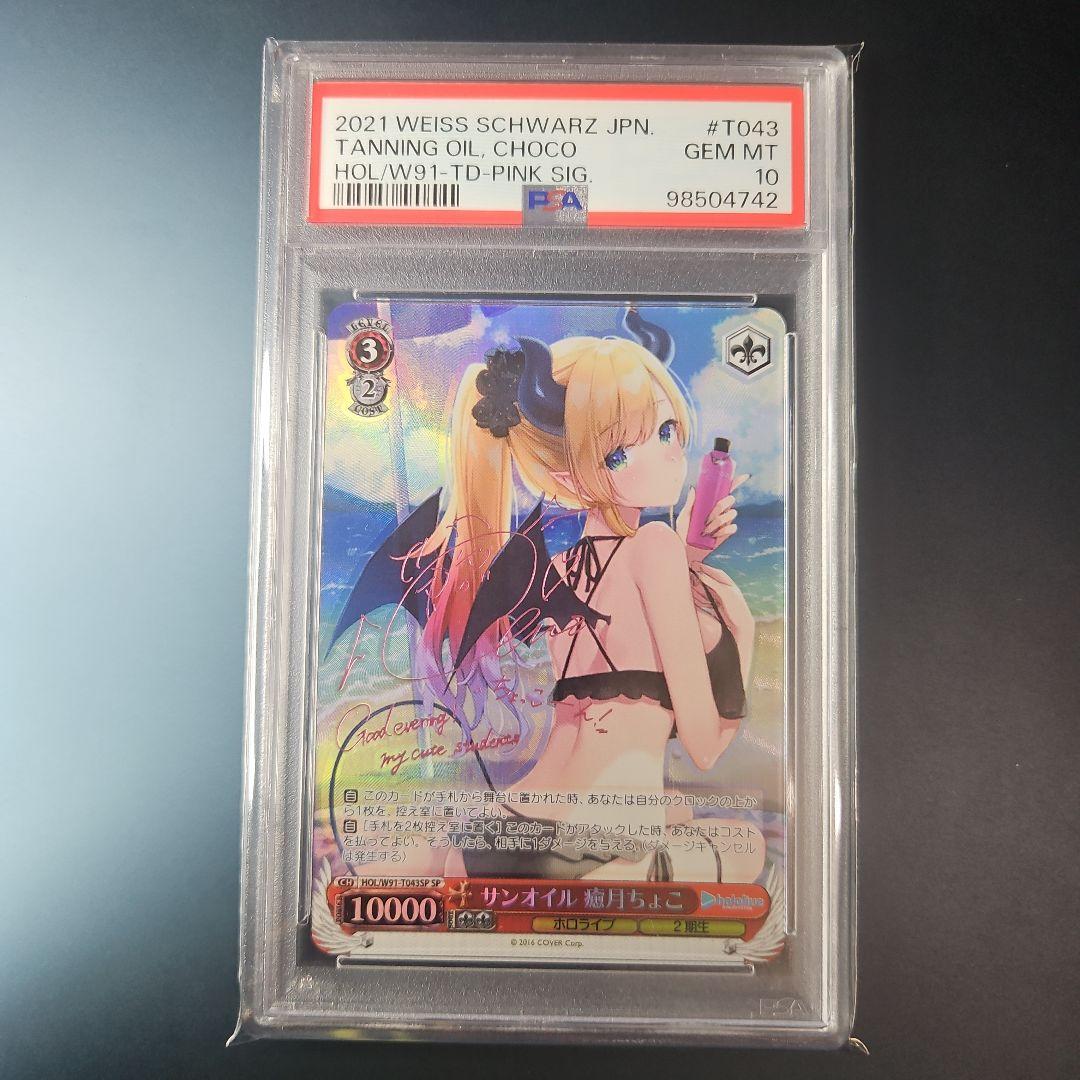 2021 WEISS SCHWARZ JPN. #T043
TANNING OIL, CHOCO GEM MT
HOL/W91-TD-PINK SIG. 10
PSA 98504742
LEVEL
3
2
COST
ちょこーれ!!
Good evening!
my cute students
自 このカードが手札から舞台に置かれた時、あなたは自分のクロックの上か
ら1枚を、控え室に置いてよい。
自 [手札を2枚控え室に置く] このカードがアタックした時、あなたはコスト
を払ってよい。そうしたら、相手に1ダメージを与える。(ダメージキャンセル
は発生する)
CH HOL/W91-T043SP SP
サンオイル 癒月ちょこ hololive
POWER 10000
ホロライブ 2期生
© 2016 COVER Corp.
PSA